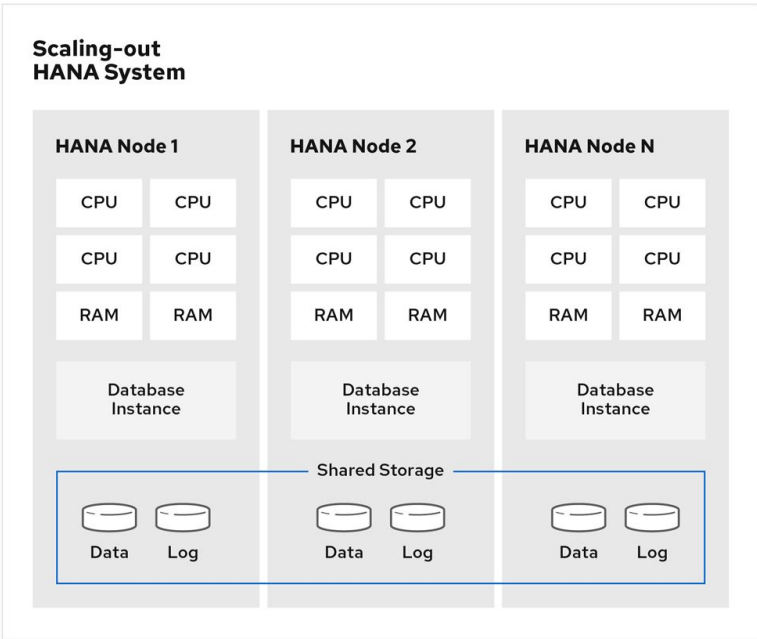 Scaling-out
HANA System
HANA Node 1
CPU CPU
CPU CPU
RAM RAM
Database
Instance
HANA Node 2
CPU CPU
CPU CPU
RAM RAM
Database
Instance
HANA Node N
CPU CPU
CPU CPU
RAM RAM
Database
Instance
Shared Storage
Data Log
Data Log
Data Log